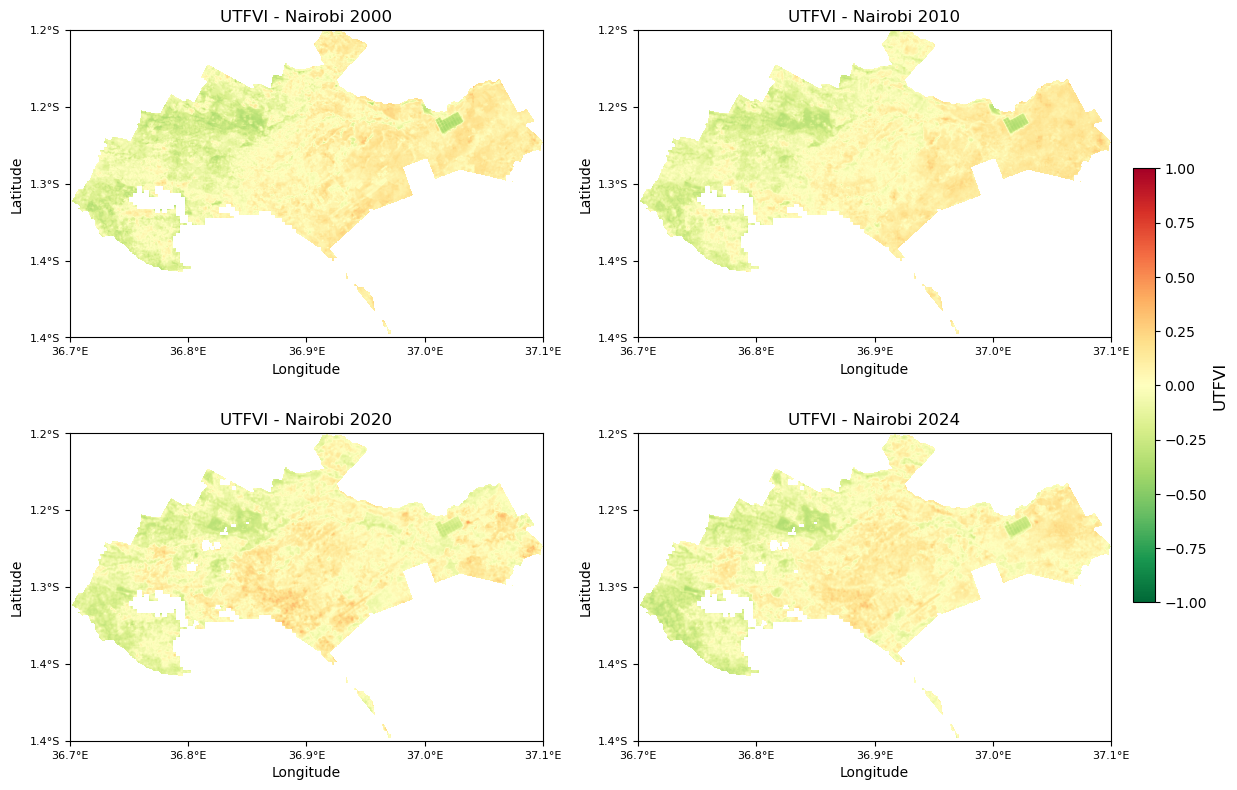 UTFVI - Nairobi 2000
1.2°S
1.2°S
1.3°S
1.4°S
1.4°S
Latitude
36.7°E 36.8°E 36.9°E 37.0°E 37.1°E
Longitude
UTFVI - Nairobi 2010
1.2°S
1.2°S
1.3°S
1.4°S
1.4°S
Latitude
36.7°E 36.8°E 36.9°E 37.0°E 37.1°E
Longitude
UTFVI - Nairobi 2020
1.2°S
1.2°S
1.3°S
1.4°S
1.4°S
Latitude
36.7°E 36.8°E 36.9°E 37.0°E 37.1°E
Longitude
UTFVI - Nairobi 2024
1.2°S
1.2°S
1.3°S
1.4°S
1.4°S
Latitude
36.7°E 36.8°E 36.9°E 37.0°E 37.1°E
Longitude
1.00
0.75
0.50
0.25
0.00
−0.25
−0.50
−0.75
−1.00
UTFVI